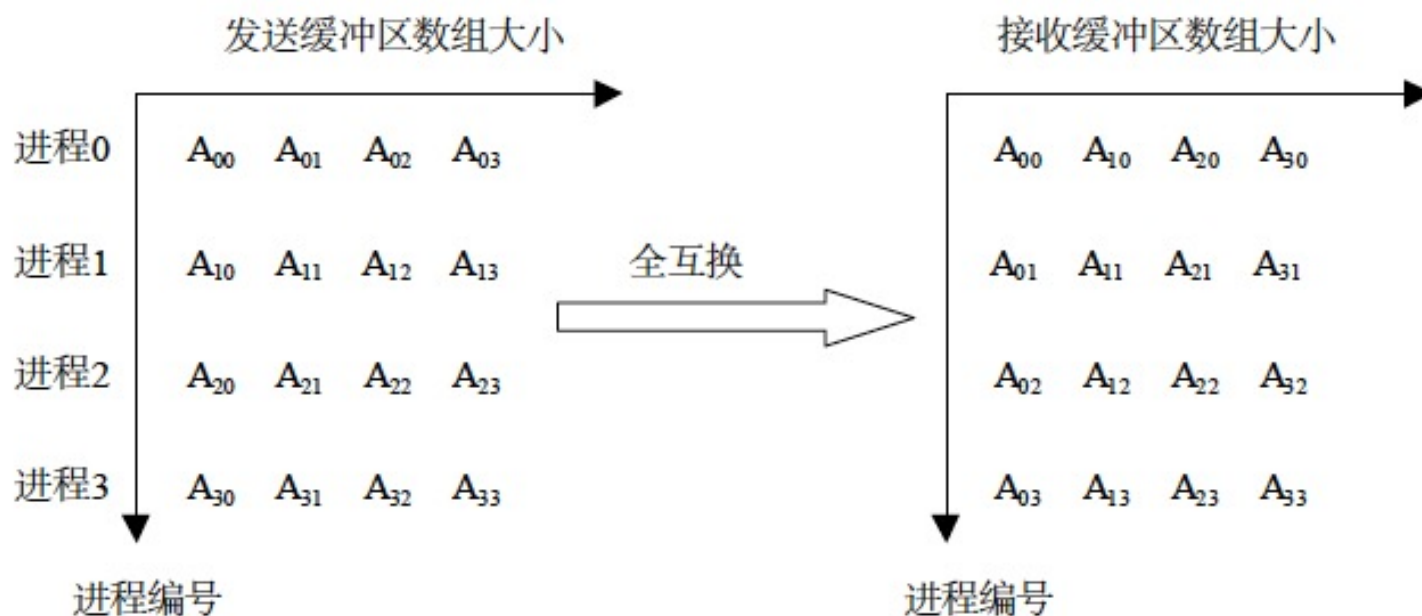 发送缓冲区数组大小 接收缓冲区数组大小
进程0 A₀₀ A₀₁ A₀₂ A₀₃ A₀₀ A₁₀ A₂₀ A₃₀
进程1 A₁₀ A₁₁ A₁₂ A₁₃ 全互换 A₀₁ A₁₁ A₂₁ A₃₁
进程2 A₂₀ A₂₁ A₂₂ A₂₃ A₀₂ A₁₂ A₂₂ A₃₂
进程3 A₃₀ A₃₁ A₃₂ A₃₃ A₀₃ A₁₃ A₂₃ A₃₃
进程编号 进程编号